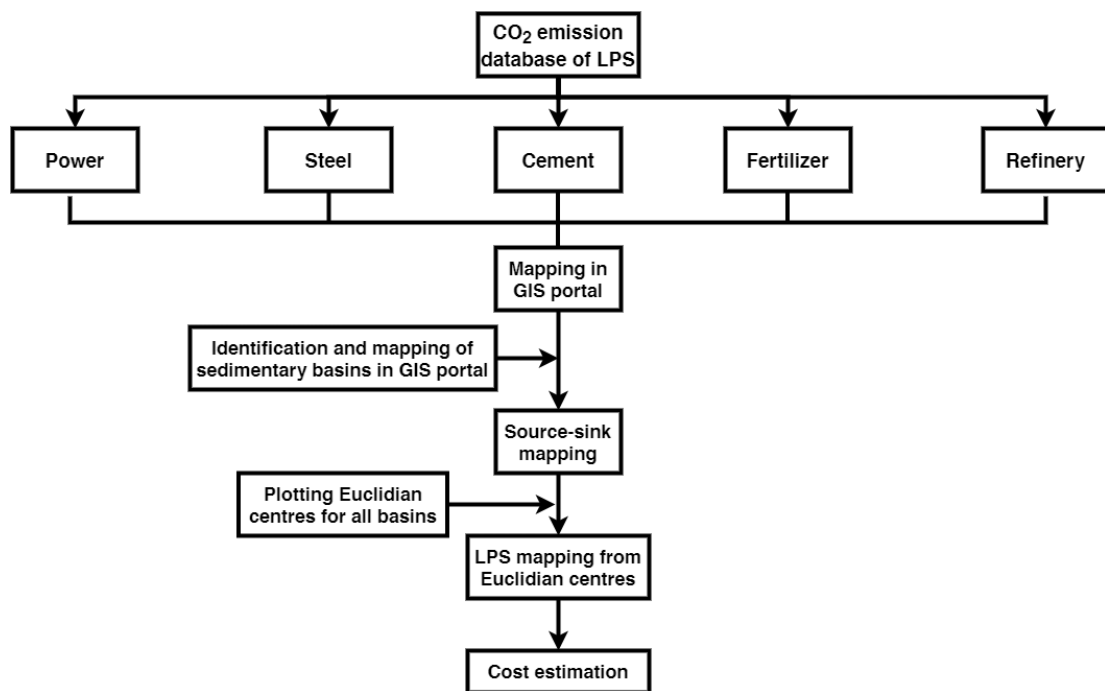 CO₂ emission
database of LPS
Power
Steel
Cement
Fertilizer
Refinery
Mapping in
GIS portal
Identification and mapping of
sedimentary basins in GIS portal
Source-sink
mapping
Plotting Euclidian
centres for all basins
LPS mapping from
Euclidian centres
Cost estimation